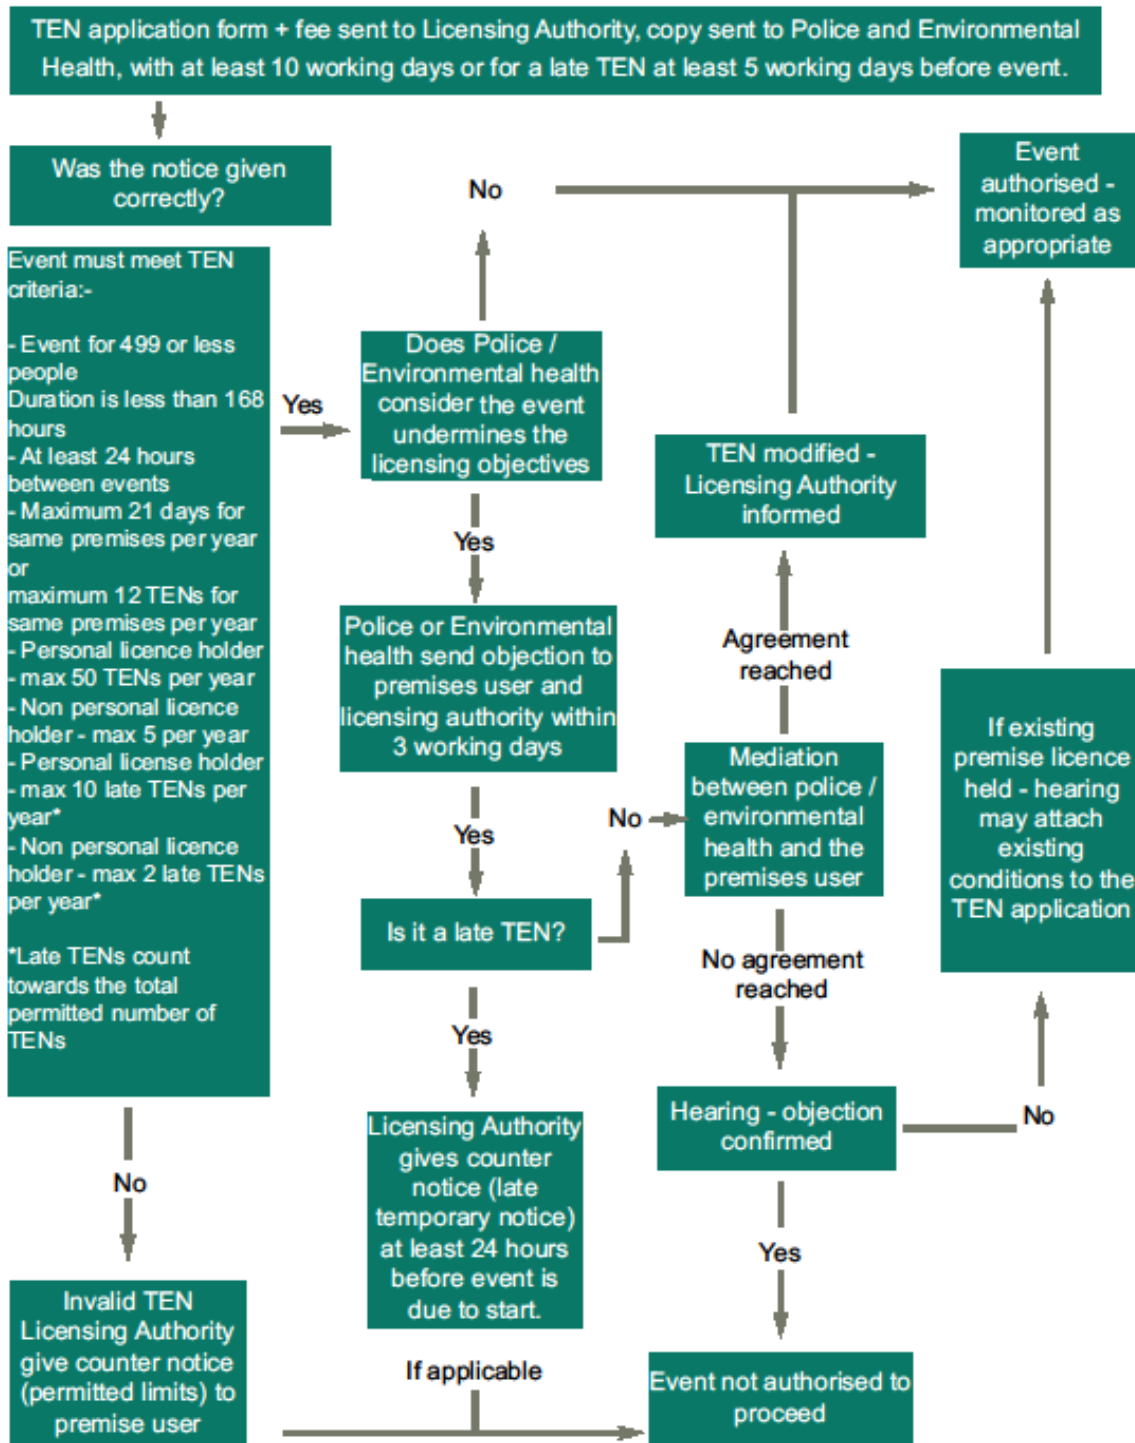 TEN application form + fee sent to Licensing Authority, copy sent to Police and Environmental
Health, with at least 10 working days or for a late TEN at least 5 working days before event.
Was the notice given
correctly?
Event must meet TEN
criteria:-
- Event for 499 or less
people
Duration is less than 168
hours
- At least 24 hours
between events
- Maximum 21 days for
same premises per year
or
maximum 12 TENs for
same premises per year
- Personal licence holder
- max 50 TENs per year
- Non personal licence
holder - max 5 per year
- Personal license holder
- max 10 late TENs per
year*
- Non personal licence
holder - max 2 late TENs
per year*
*Late TENs count
towards the total
permitted number of
TENs
No
Invalid TEN
Licensing Authority
give counter notice
(permitted limits) to
premise user
Yes
Does Police /
Environmental health
consider the event
undermines the
licensing objectives
No
Yes
Police or Environmental
health send objection to
premises user and
licensing authority within
3 working days
Yes
Is it a late TEN?
No
Yes
Licensing Authority
gives counter
notice (late
temporary notice)
at least 24 hours
before event is
due to start.
If applicable
TEN modified -
Licensing Authority
informed
Agreement
reached
Mediation
between police /
environmental
health and the
premises user
No agreement
reached
Hearing - objection
confirmed
No
Yes
Event not authorised to
proceed
Event
authorised -
monitored as
appropriate
If existing
premise licence
held - hearing
may attach
existing
conditions to the
TEN application